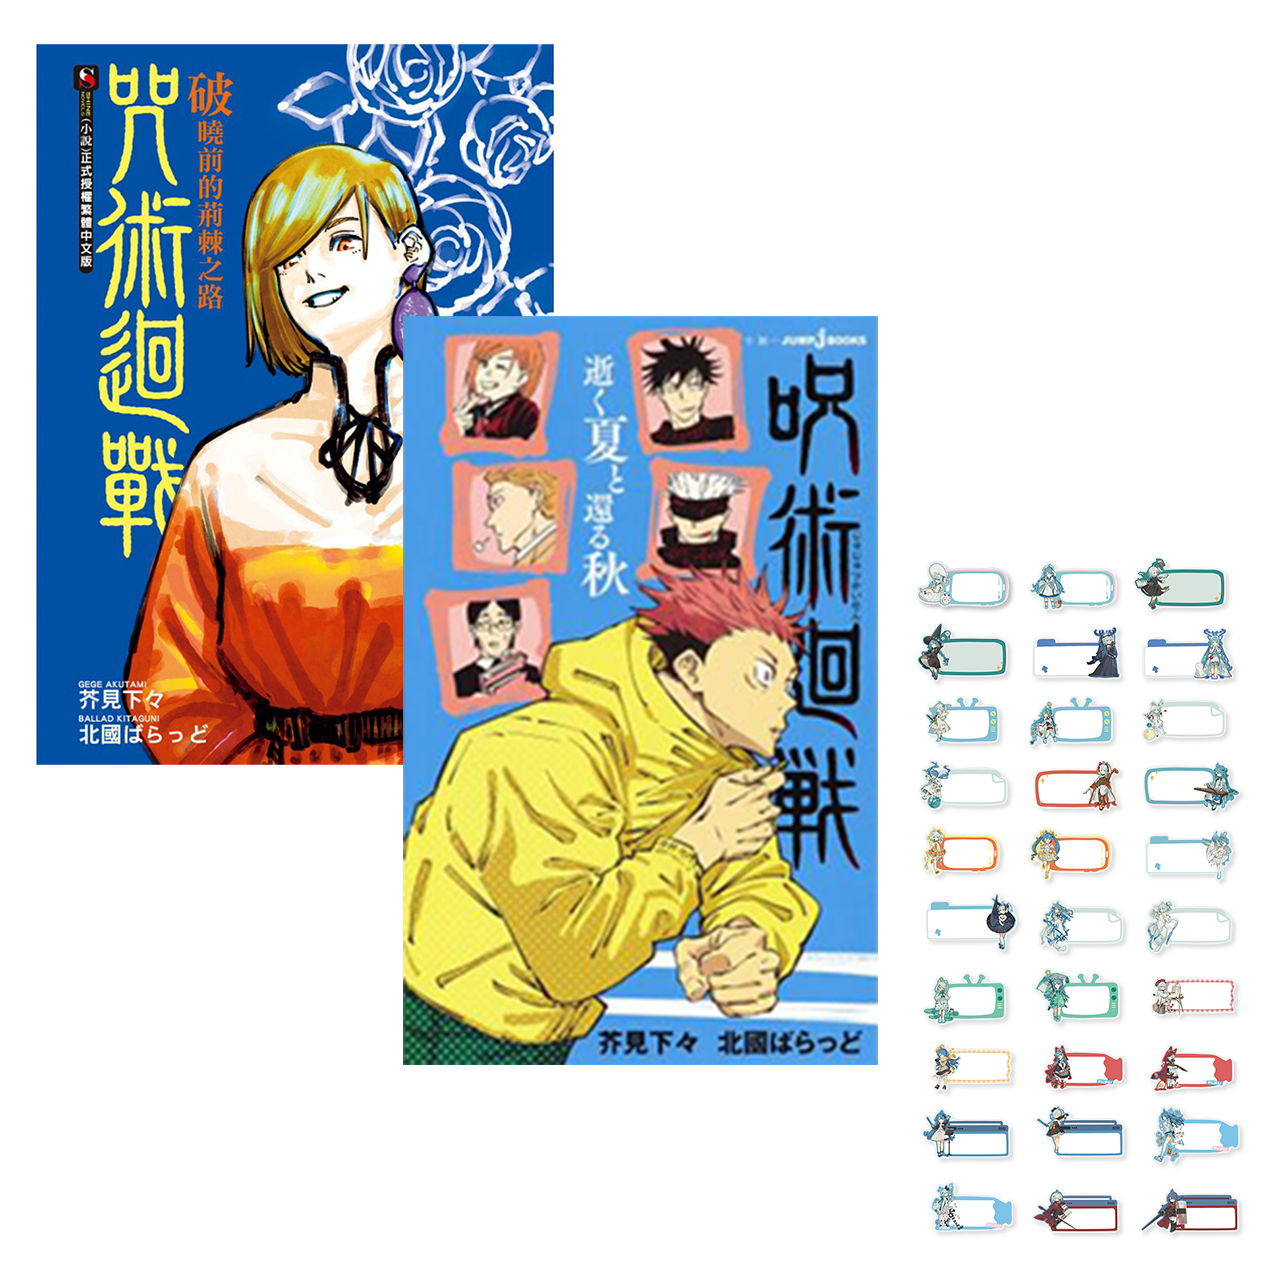 咒術迴戰
破曉前的荊棘之路
S
SHINE NOVELS
(小說)正式授權繁體中文版
GEGE AKUTAMI
芥見下々
BALLAD KITAGUNI
北國ばらっど
JUMP J BOOKS
呪術廻戦
逝く夏と還る秋
芥見下々 北國ばらっど